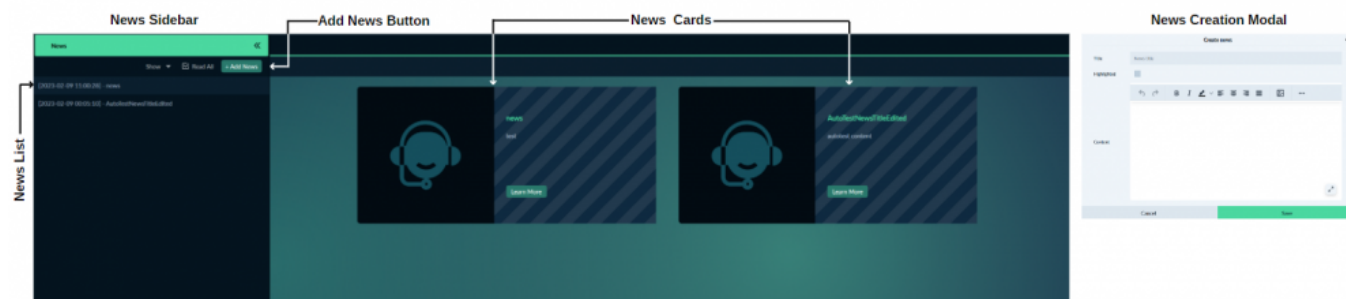 News Sidebar
Add News Button
News Cards
News Creation Modal
News
Show
Read All
+ Add News
[2023-02-09 11:00:20] - news
[2023-02-09 00:01:10] - AutoTestNewsTitleEdited
News List
news
test
Learn More
AutoTestNewsTitleEdited
autotest content
Learn More
Create news
Title
News title
Highlighted
Content
Cancel
Save